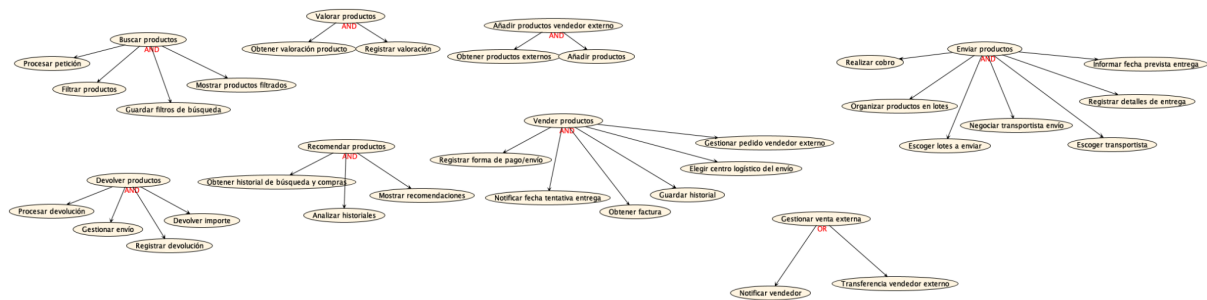 Valorar productos
AND
Obtener valoración producto
Registrar valoración
Añadir productos vendedor externo
AND
Obtener productos externos
Añadir productos
Buscar productos
AND
Procesar petición
Filtrar productos
Mostrar productos filtrados
Guardar filtros de búsqueda
Enviar productos
AND
Realizar cobro
Informar fecha prevista entrega
Organizar productos en lotes
Registrar detalles de entrega
Negociar transportista envío
Escoger lotes a enviar
Escoger transportista
Vender productos
AND
Gestionar pedido vendedor externo
Registrar forma de pago/envío
Elegir centro logístico del envío
Notificar fecha tentativa entrega
Guardar historial
Obtener factura
Recomendar productos
AND
Obtener historial de búsqueda y compras
Mostrar recomendaciones
Analizar historiales
Devolver productos
AND
Procesar devolución
Devolver importe
Gestionar envío
Registrar devolución
Gestionar venta externa
OR
Notificar vendedor
Transferencia vendedor externo